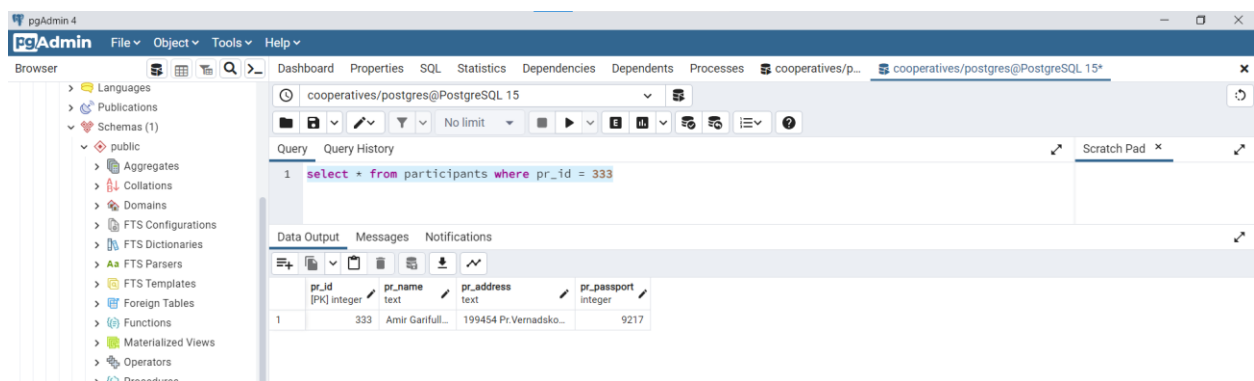 pgAdmin 4
pgAdmin File Object Tools Help
Browser
Dashboard Properties SQL Statistics Dependencies Dependents Processes cooperatives/p... cooperatives/postgres@PostgreSQL 15*
Languages
Publications
Schemas (1)
public
Aggregates
Collations
Domains
FTS Configurations
FTS Dictionaries
Aa FTS Parsers
FTS Templates
Foreign Tables
Functions
Materialized Views
Operators
Procedures
cooperatives/postgres@PostgreSQL 15
No limit
Query Query History
Scratch Pad
1 select * from participants where pr_id = 333
Data Output Messages Notifications
pr_id pr_name pr_address pr_passport
[PK] integer text text integer
1 333 Amir Garifull... 199454 Pr.Vernadsko... 9217